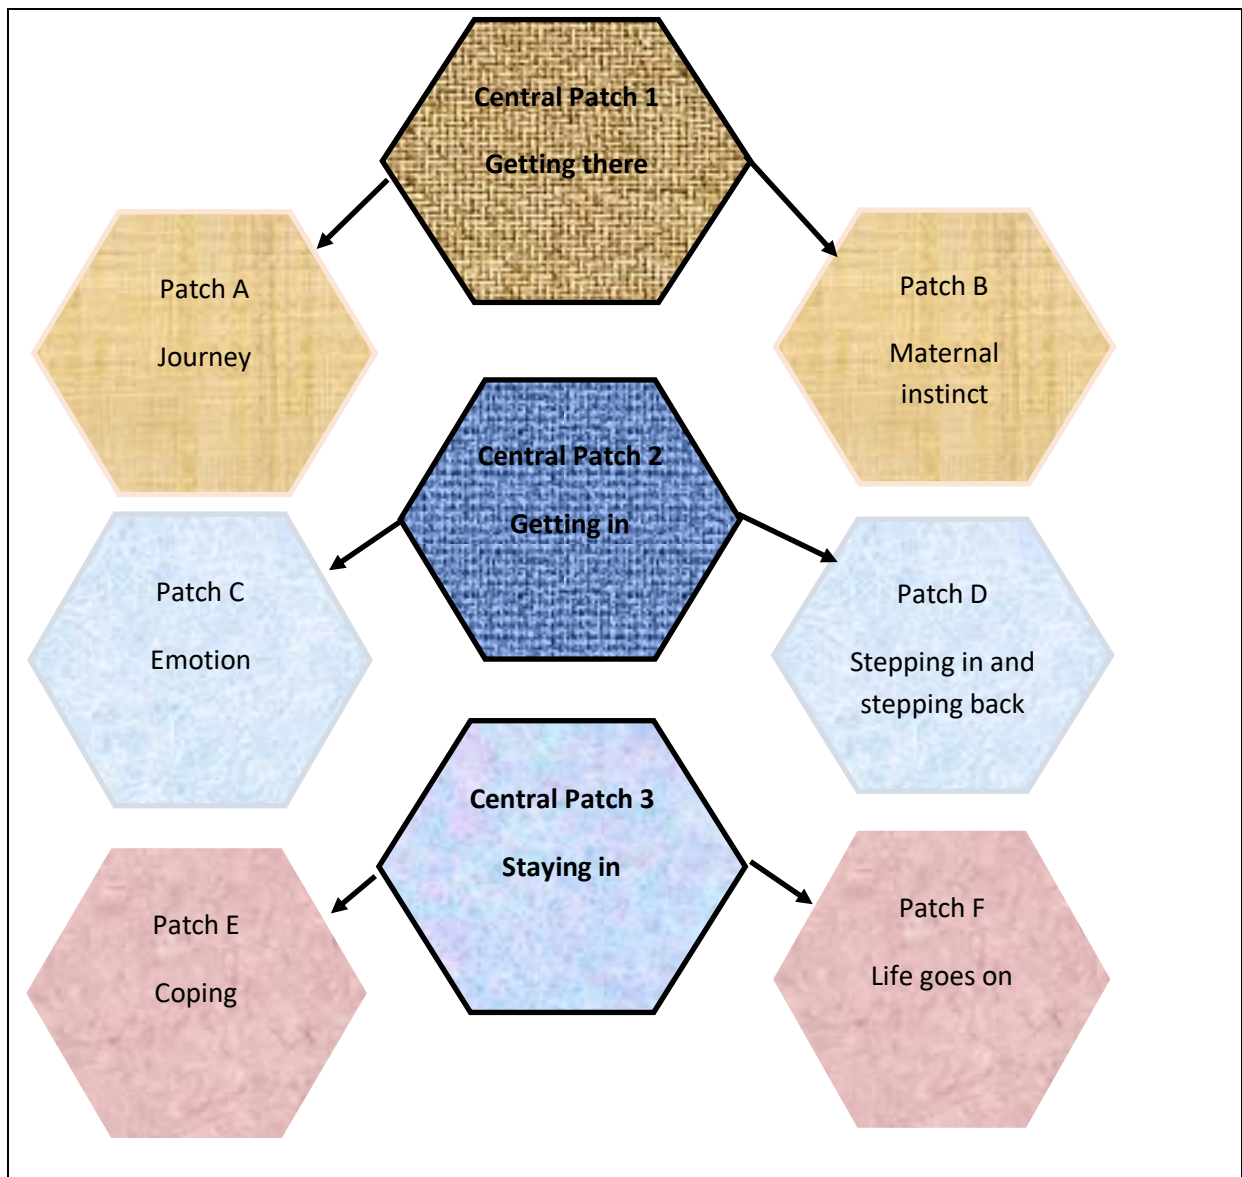 Central Patch 1
Getting there
Patch A
Journey
Patch B
Maternal
instinct
Central Patch 2
Getting in
Patch C
Emotion
Patch D
Stepping in and
stepping back
Central Patch 3
Staying in
Patch E
Coping
Patch F
Life goes on